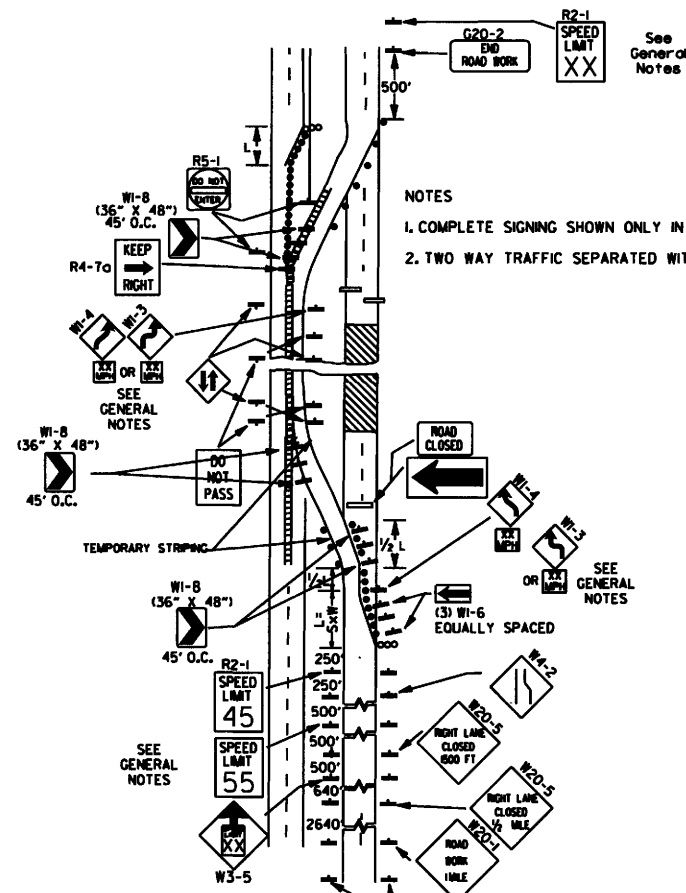 R2-1
SPEED
LIMIT
XX
See
General
Notes
G20-2
END
ROAD WORK
500'
L
R5-1
DO NOT
ENTER
W1-8
(36" X 48")
45' O.C.
KEEP
RIGHT
R4-7a
NOTES
1. COMPLETE SIGNING SHOWN ONLY IN
2. TWO WAY TRAFFIC SEPARATED WIT
W1-4
W1-3
XX
MPH
OR
XX
MPH
SEE
GENERAL
NOTES
W1-8
(36" X 48")
45' O.C.
DO
NOT
PASS
ROAD
CLOSED
W1-4
XX
MPH
W1-3
OR
XX
MPH
SEE
GENERAL
NOTES
TEMPORARY STRIPING
1/2 L
1/2 L
L=
SxW
W1-8
(36" X 48")
45' O.C.
(3) W1-6
EQUALLY SPACED
R2-1
SPEED
LIMIT
45
250'
250'
500'
500'
500'
640'
2640'
W4-2
SEE
GENERAL
NOTES
SPEED
LIMIT
55
W20-5
RIGHT LANE
CLOSED
1500 FT
W20-5
RIGHT LANE
CLOSED
1/2 MILE
XX
W3-5
W20-1
ROAD
WORK
1 MILE